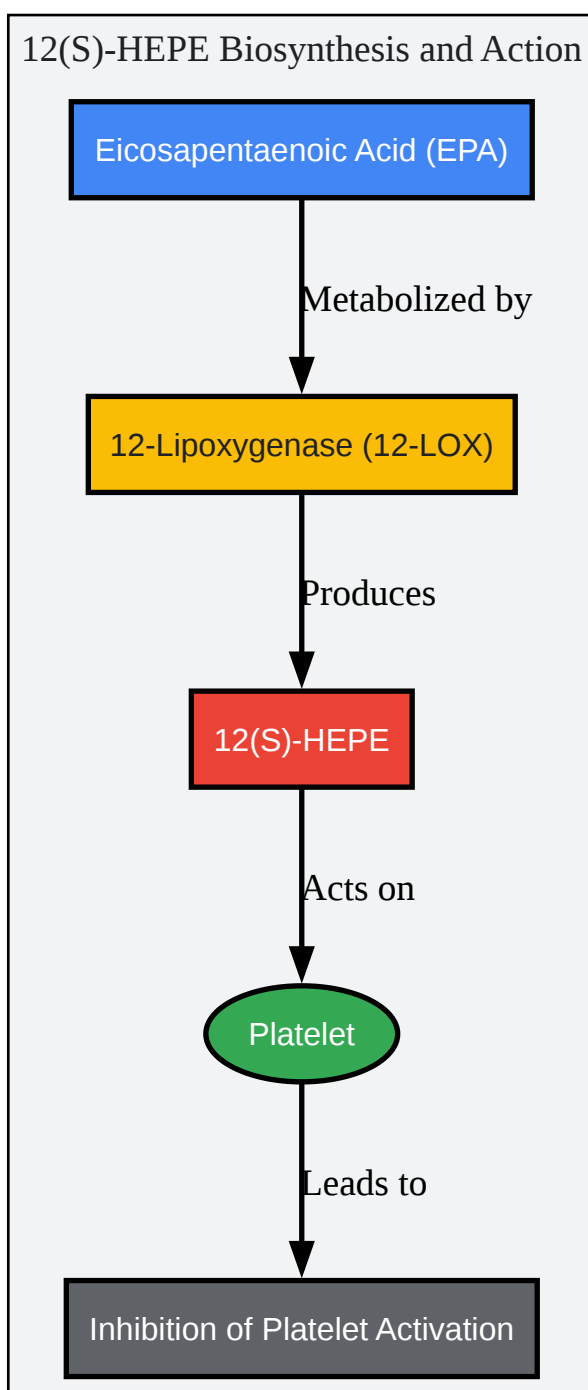 12(S)-HEPE Biosynthesis and Action
Eicosapentaenoic Acid (EPA)
Metabolized by
12-Lipoxygenase (12-LOX)
Produces
12(S)-HEPE
Acts on
Platelet
Leads to
Inhibition of Platelet Activation